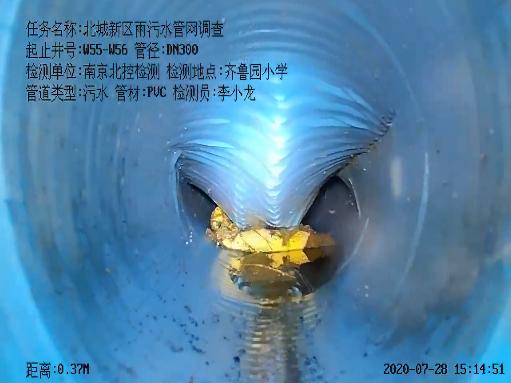 任务名称:北城新区雨污水管网调查
起止井号:W55-W56 管径:DN300
检测单位:南京北控检测 检测地点:齐鲁园小学
管道类型:污水 管材:PVC 检测员:李小龙
距离:0.37M
2020-07-28 15:14:51